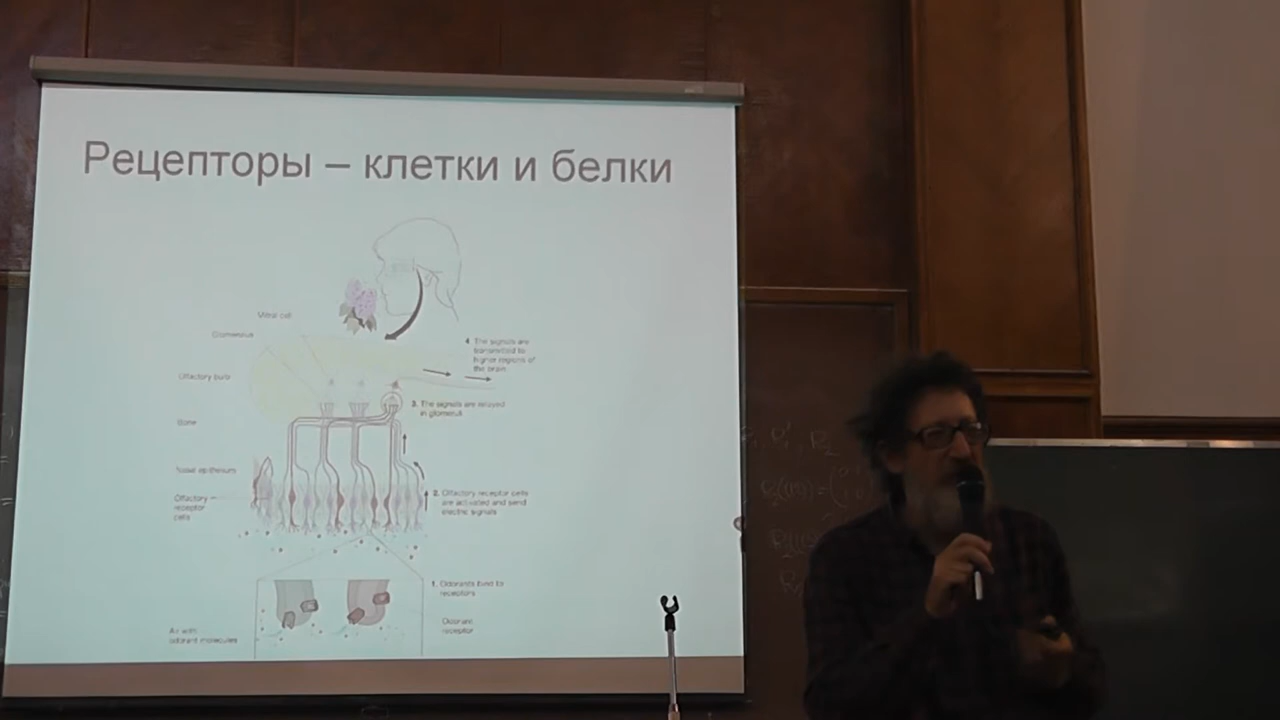 Рецепторы – клетки и белки
Mitral cell
Glomerulus
4. The signals are
transmitted to
higher regions of
the brain.
Olfactory bulb
3. The signals are relayed
in glomeruli
Bone
Nasal epithelium
Olfactory
receptor
cells
2. Olfactory receptor cells
are activated and send
electric signals
1. Odorants bind to
receptors
Odorant
receptor
Air with
odorant molecules